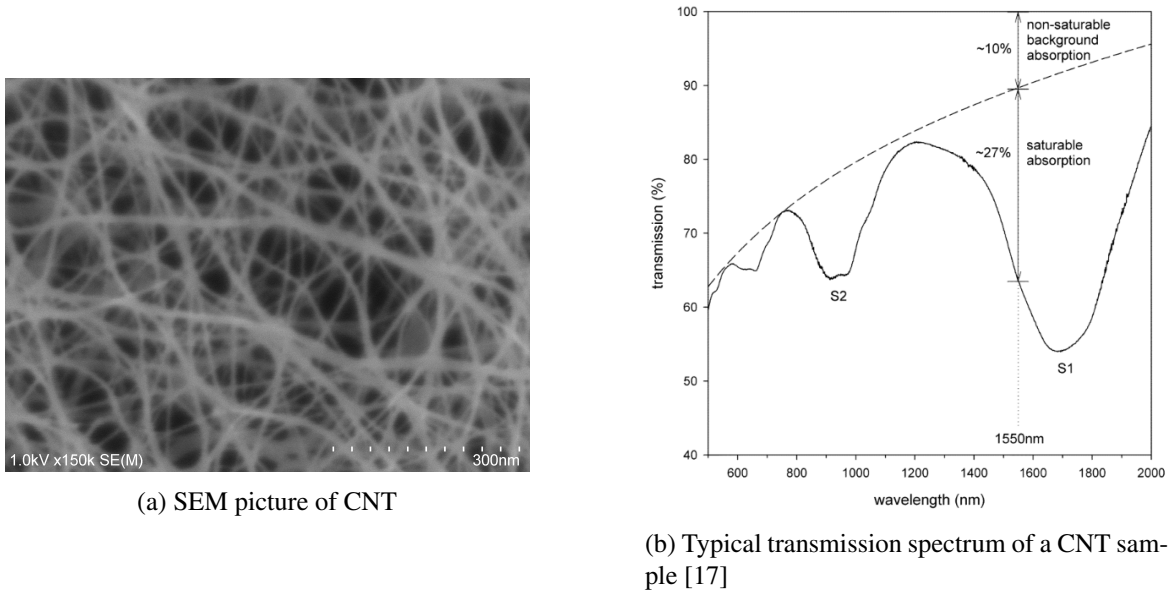 1.0kV x150k SE(M)
300nm
(a) SEM picture of CNT
100
90
80
70
60
50
40
transmission (%)
~10%
non-saturable
background
absorption
~27%
saturable
absorption
S2
S1
1550nm
600 800 1000 1200 1400 1600 1800 2000
wavelength (nm)
(b) Typical transmission spectrum of a CNT sam-
ple [17]